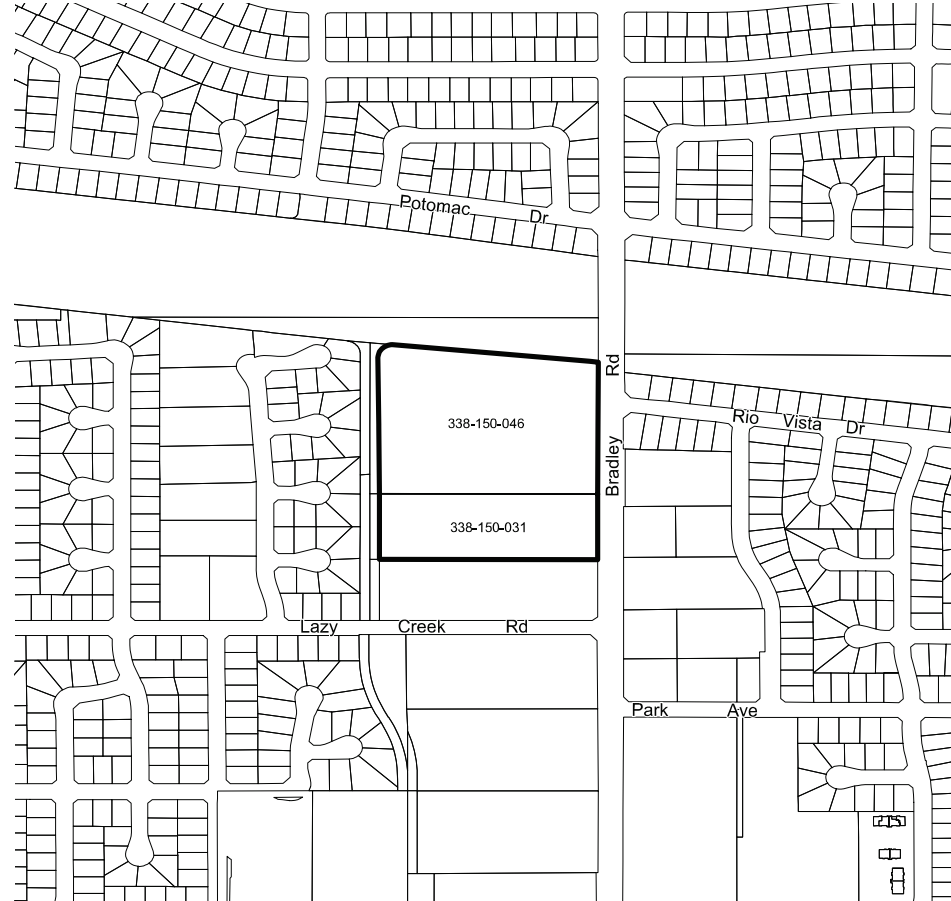 Potomac Dr
Rd
338-150-046
Rio Vista Dr
Bradley
338-150-031
Lazy Creek Rd
Park Ave